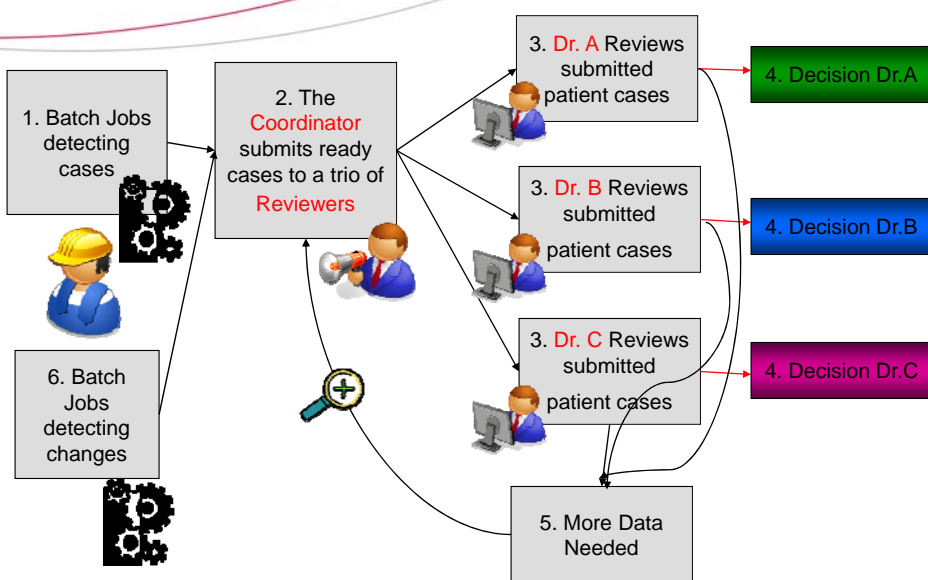 1. Batch Jobs
detecting
cases
2. The
Coordinator
submits ready
cases to a trio of
Reviewers
3. Dr. A Reviews
submitted
patient cases
4. Decision Dr.A
3. Dr. B Reviews
submitted
patient cases
4. Decision Dr.B
3. Dr. C Reviews
submitted
patient cases
4. Decision Dr.C
6. Batch
Jobs
detecting
changes
5. More Data
Needed